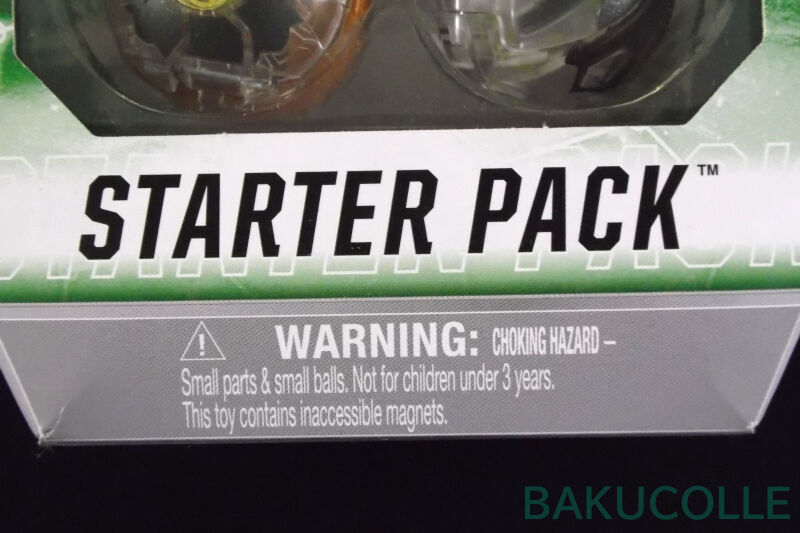 STARTER PACK™
WARNING: CHOKING HAZARD –
Small parts & small balls. Not for children under 3 years.
This toy contains inaccessible magnets.
BAKUCOLLE